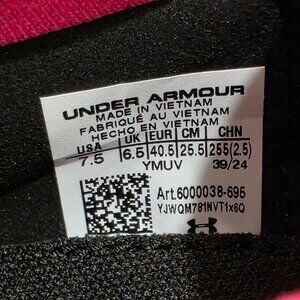 UNDER ARMOUR
MADE IN VIETNAM
FABRIQUÉ AU VIETNAM
HECHO EN VIETNAM
USA UK EUR CM CHN
7.5 6.5 40.5 25.5 255(2.5)
YMUV 39/24
Art.6000038-695
YJWQM781NVT1x6Q